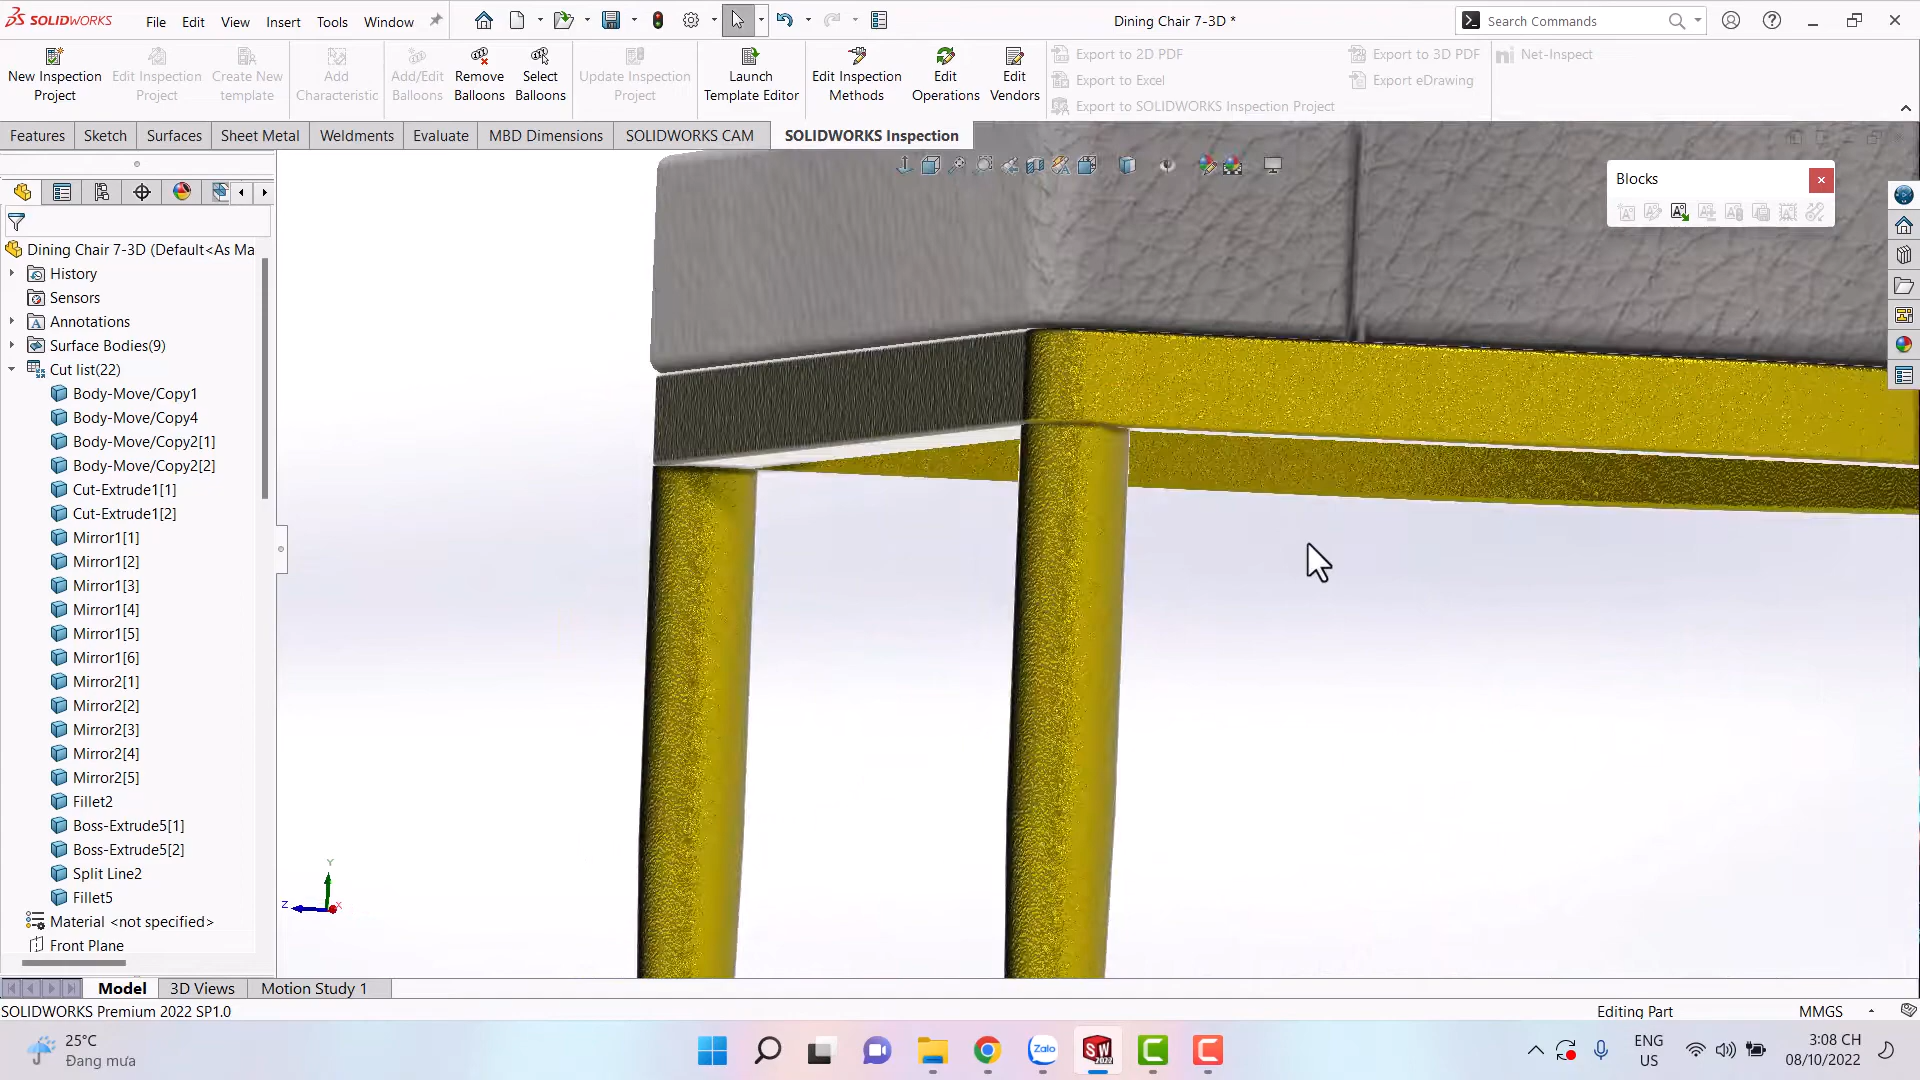 SOLIDWORKS File Edit View Insert Tools Window
Dining Chair 7-3D *
Search Commands
New Inspection Project
Edit Inspection Project
Create New template
Add Characteristic
Add/Edit Balloons
Remove Balloons
Select Balloons
Update Inspection Project
Launch Template Editor
Edit Inspection Methods
Edit Operations
Edit Vendors
Export to 2D PDF
Export to Excel
Export to SOLIDWORKS Inspection Project
Export to 3D PDF
Export eDrawing
Net-Inspect
Features Sketch Surfaces Sheet Metal Weldments Evaluate MBD Dimensions SOLIDWORKS CAM SOLIDWORKS Inspection
Blocks
Dining Chair 7-3D (Default<As Ma
History
Sensors
Annotations
Surface Bodies(9)
Cut list(22)
Body-Move/Copy1
Body-Move/Copy4
Body-Move/Copy2[1]
Body-Move/Copy2[2]
Cut-Extrude1[1]
Cut-Extrude1[2]
Mirror1[1]
Mirror1[2]
Mirror1[3]
Mirror1[4]
Mirror1[5]
Mirror1[6]
Mirror2[1]
Mirror2[2]
Mirror2[3]
Mirror2[4]
Mirror2[5]
Fillet2
Boss-Extrude5[1]
Boss-Extrude5[2]
Split Line2
Fillet5
Material <not specified>
Front Plane
Y
Z X
Model 3D Views Motion Study 1
SOLIDWORKS Premium 2022 SP1.0
Editing Part
MMGS
25°C
Đang mưa
Zalo
SW
2022
ENG
US
3:08 CH
08/10/2022